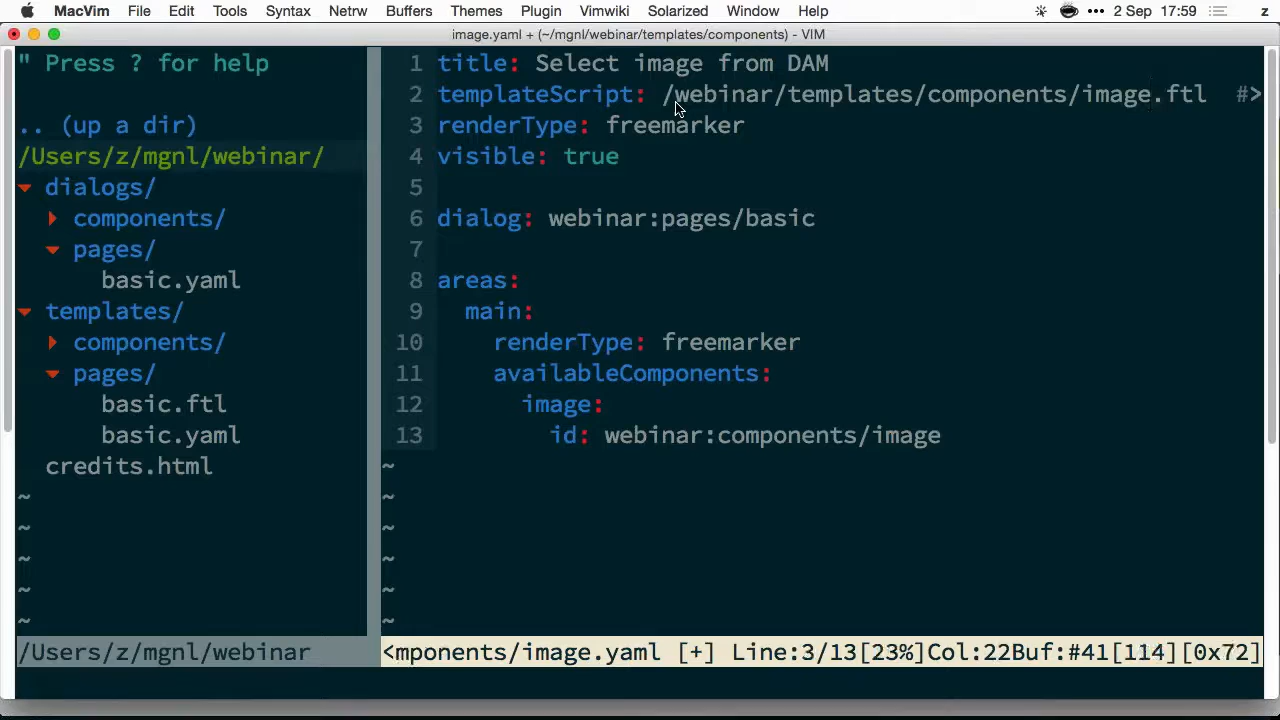 MacVim File Edit Tools Syntax Netrw Buffers Themes Plugin Vimwiki Solarized Window Help 2 Sep 17:59 z
image.yaml + (~/mgnl/webinar/templates/components) - VIM
" Press ? for help
.. (up a dir)
/Users/z/mgnl/webinar/
▾ dialogs/
▸ components/
▾ pages/
basic.yaml
▾ templates/
▸ components/
▾ pages/
basic.ftl
basic.yaml
credits.html
~
~
~
~
~
/Users/z/mgnl/webinar
1 title: Select image from DAM
2 templateScript: /webinar/templates/components/image.ftl #>
3 renderType: freemarker
4 visible: true
5
6 dialog: webinar:pages/basic
7
8 areas:
9 main:
10 renderType: freemarker
11 availableComponents:
12 image:
13 id: webinar:components/image
~
~
~
~
~
~
<mponents/image.yaml [+] Line:3/13[23%]Col:22Buf:#41[114][0x72]